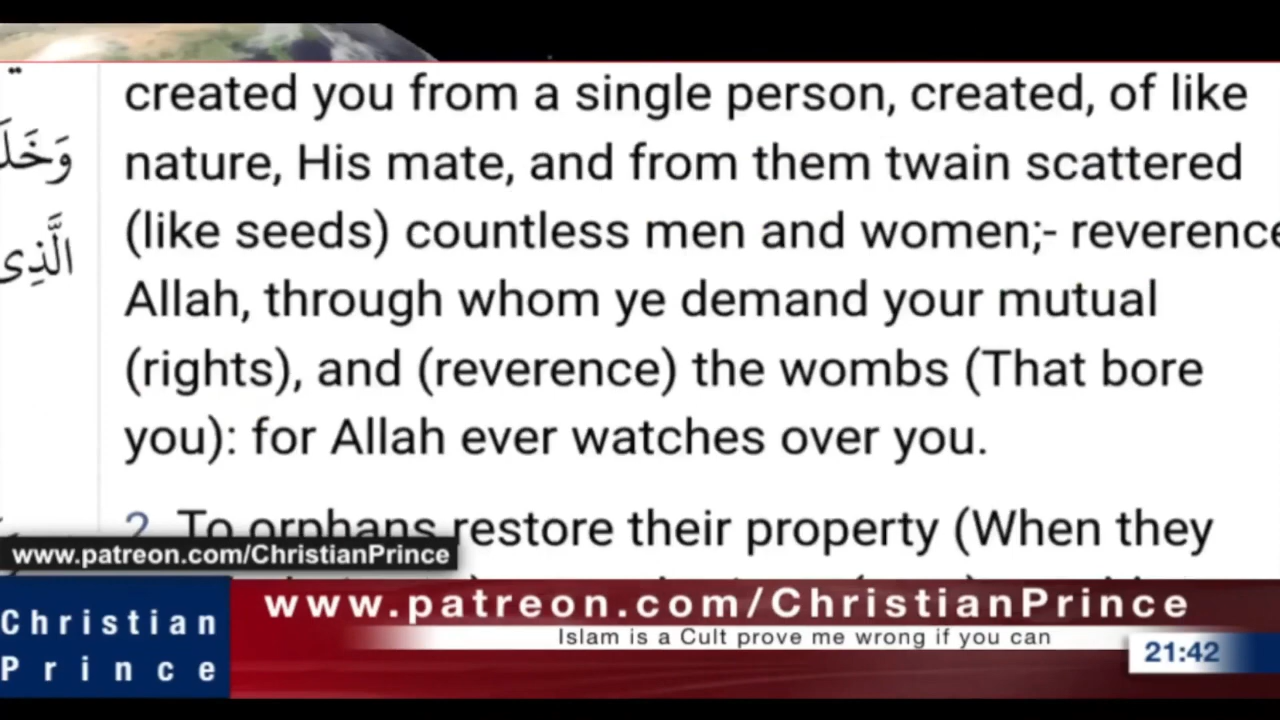 created you from a single person, created, of like
nature, His mate, and from them twain scattered
(like seeds) countless men and women;- reverence
Allah, through whom ye demand your mutual
(rights), and (reverence) the wombs (That bore
you): for Allah ever watches over you.
2. To orphans restore their property (When they
الَّذِى
www.patreon.com/ChristianPrince
Christian
Prince
www.patreon.com/ChristianPrince
Islam is a Cult prove me wrong if you can
21:42